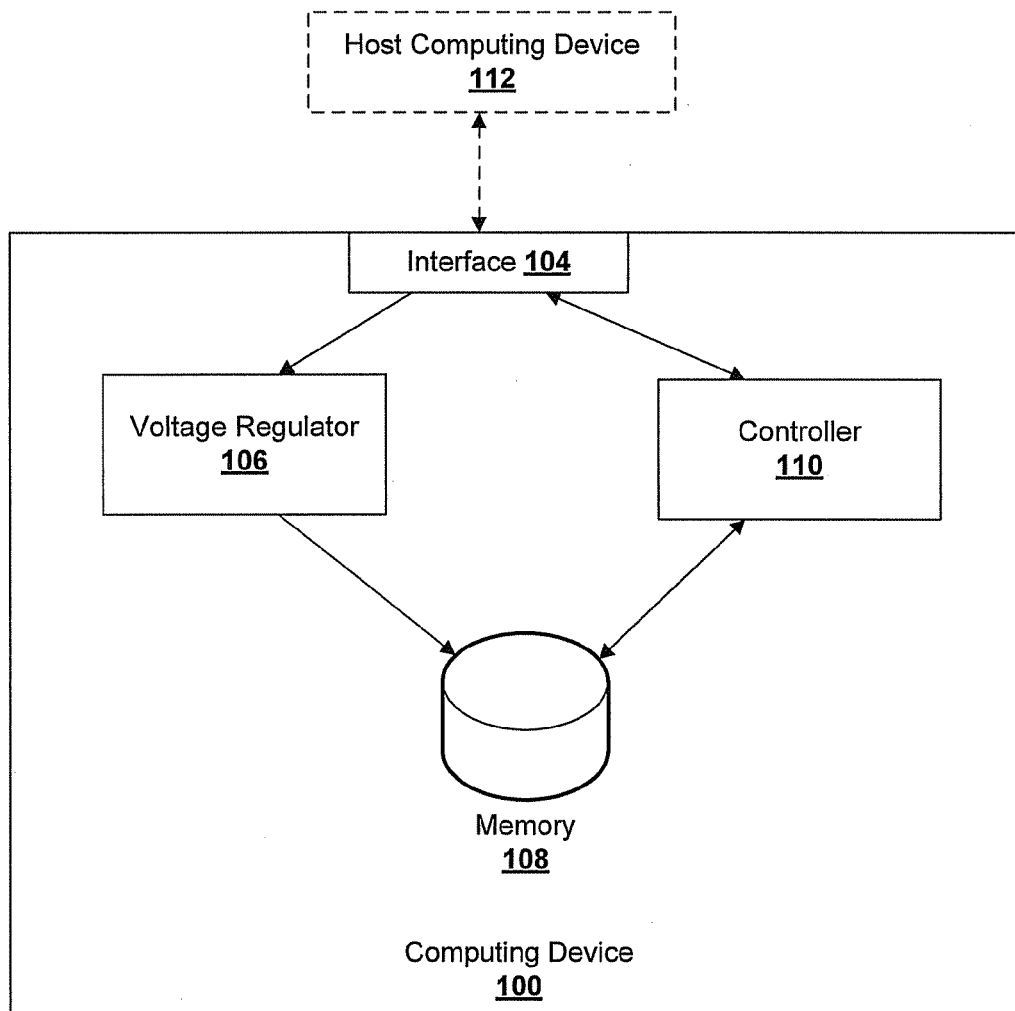 Host Computing Device
112
Interface 104
Voltage Regulator
106
Controller
110
Memory
108
Computing Device
100